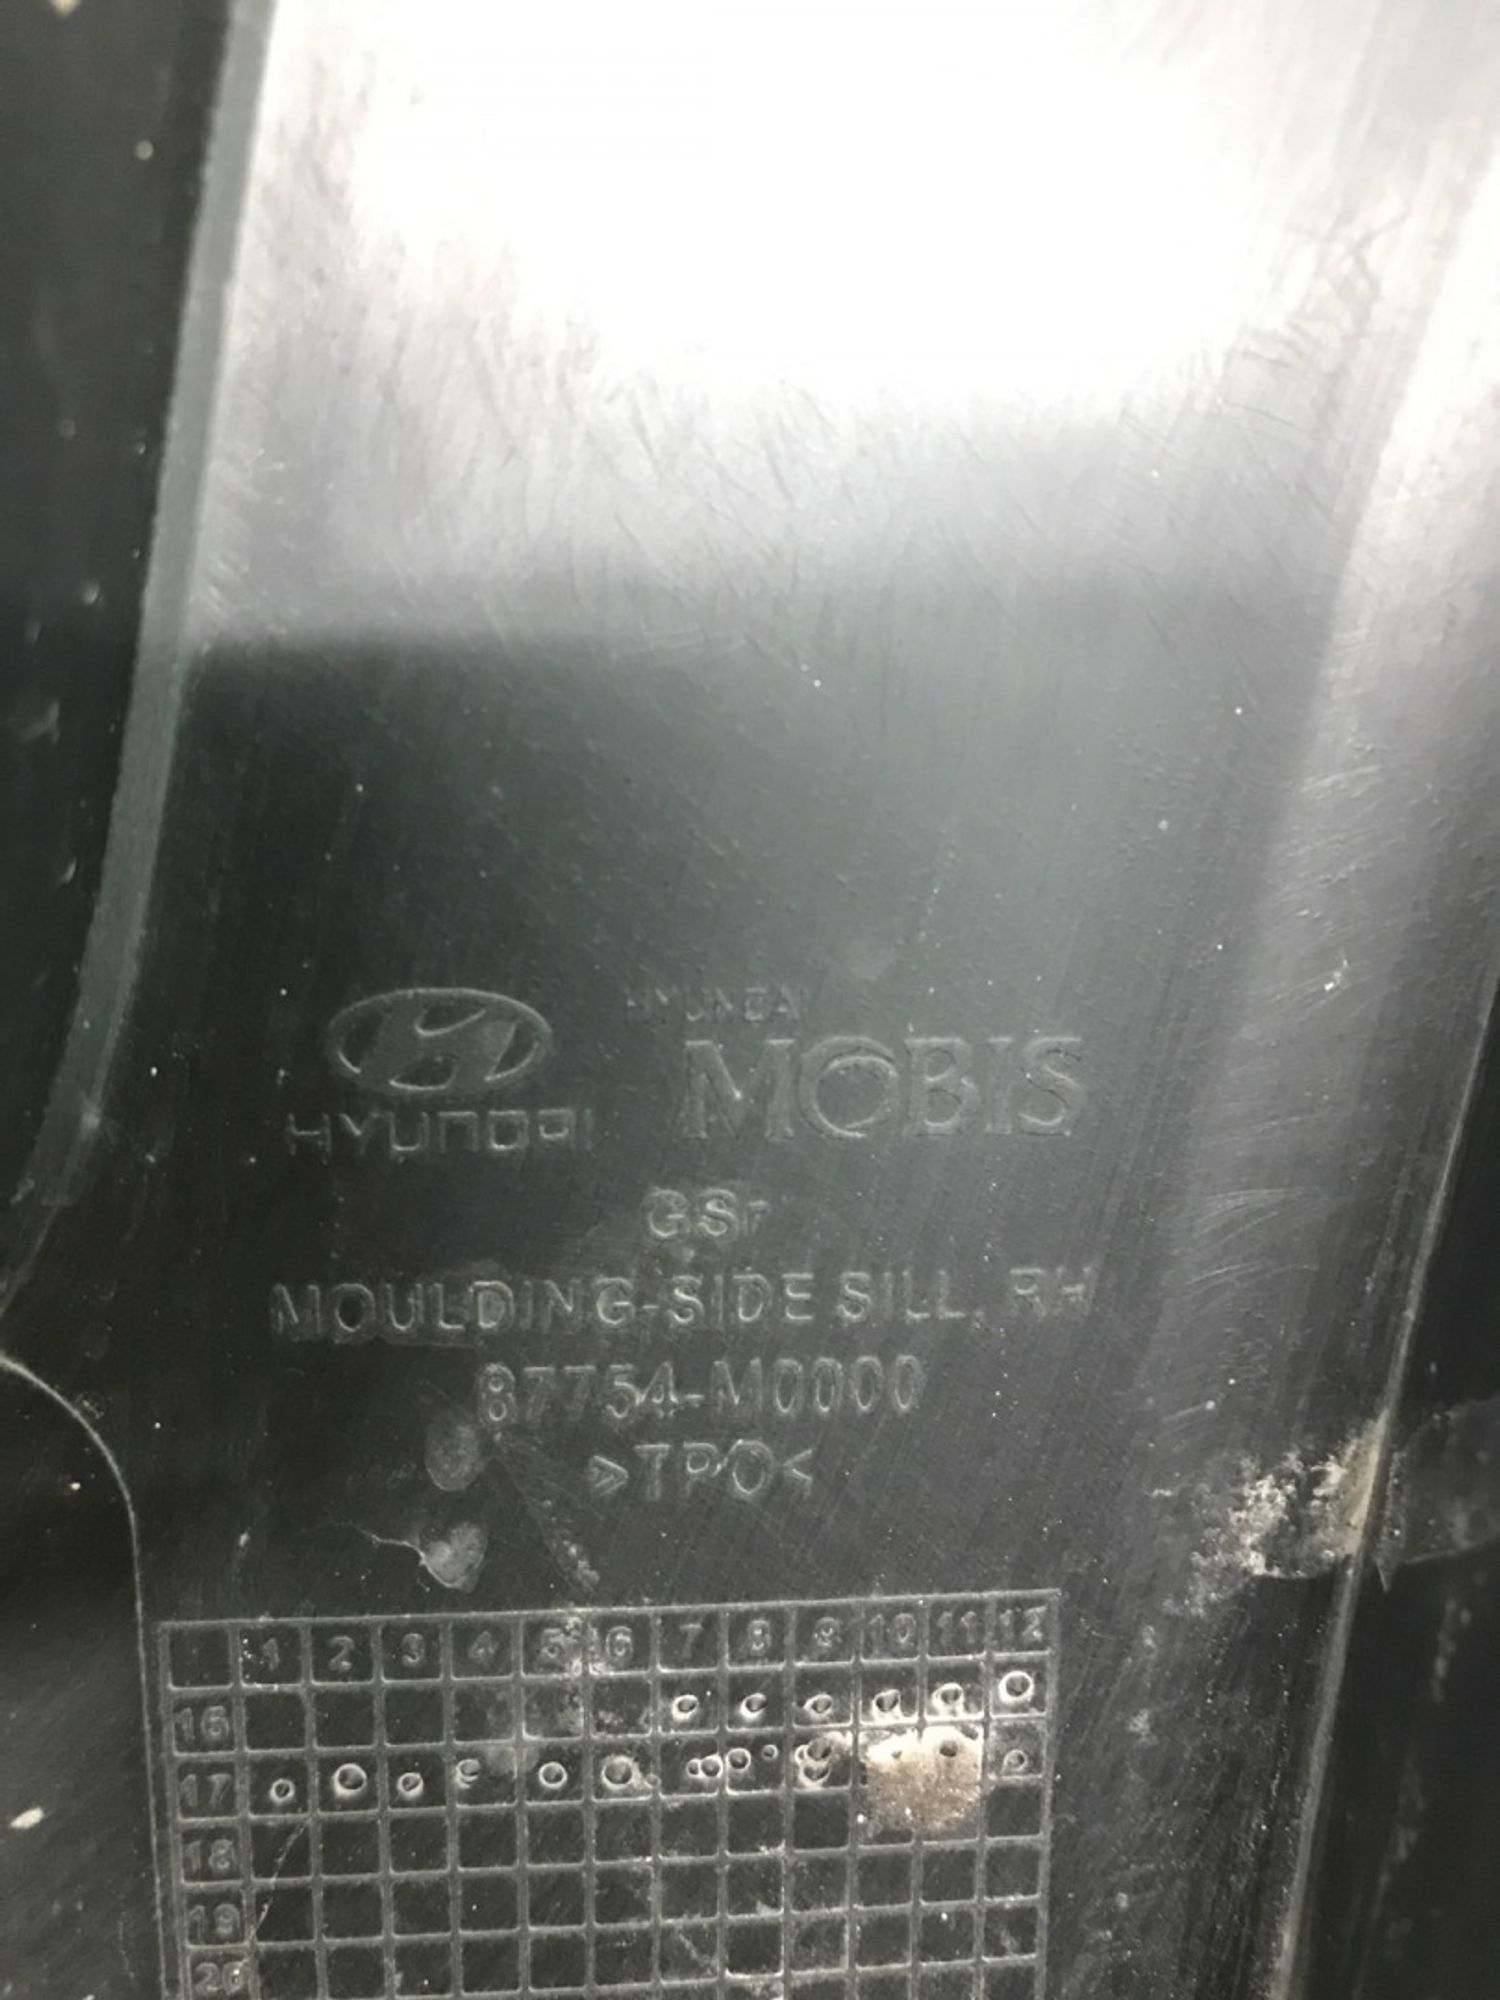 HYUNDAI
HYUNDAI
MOBIS
GSr
MOULDING-SIDE SILL, RH
87754-M0000
>TPO<
1 2 3 4 5 6 7 8 9 10 11 12
16
17
18
19
20